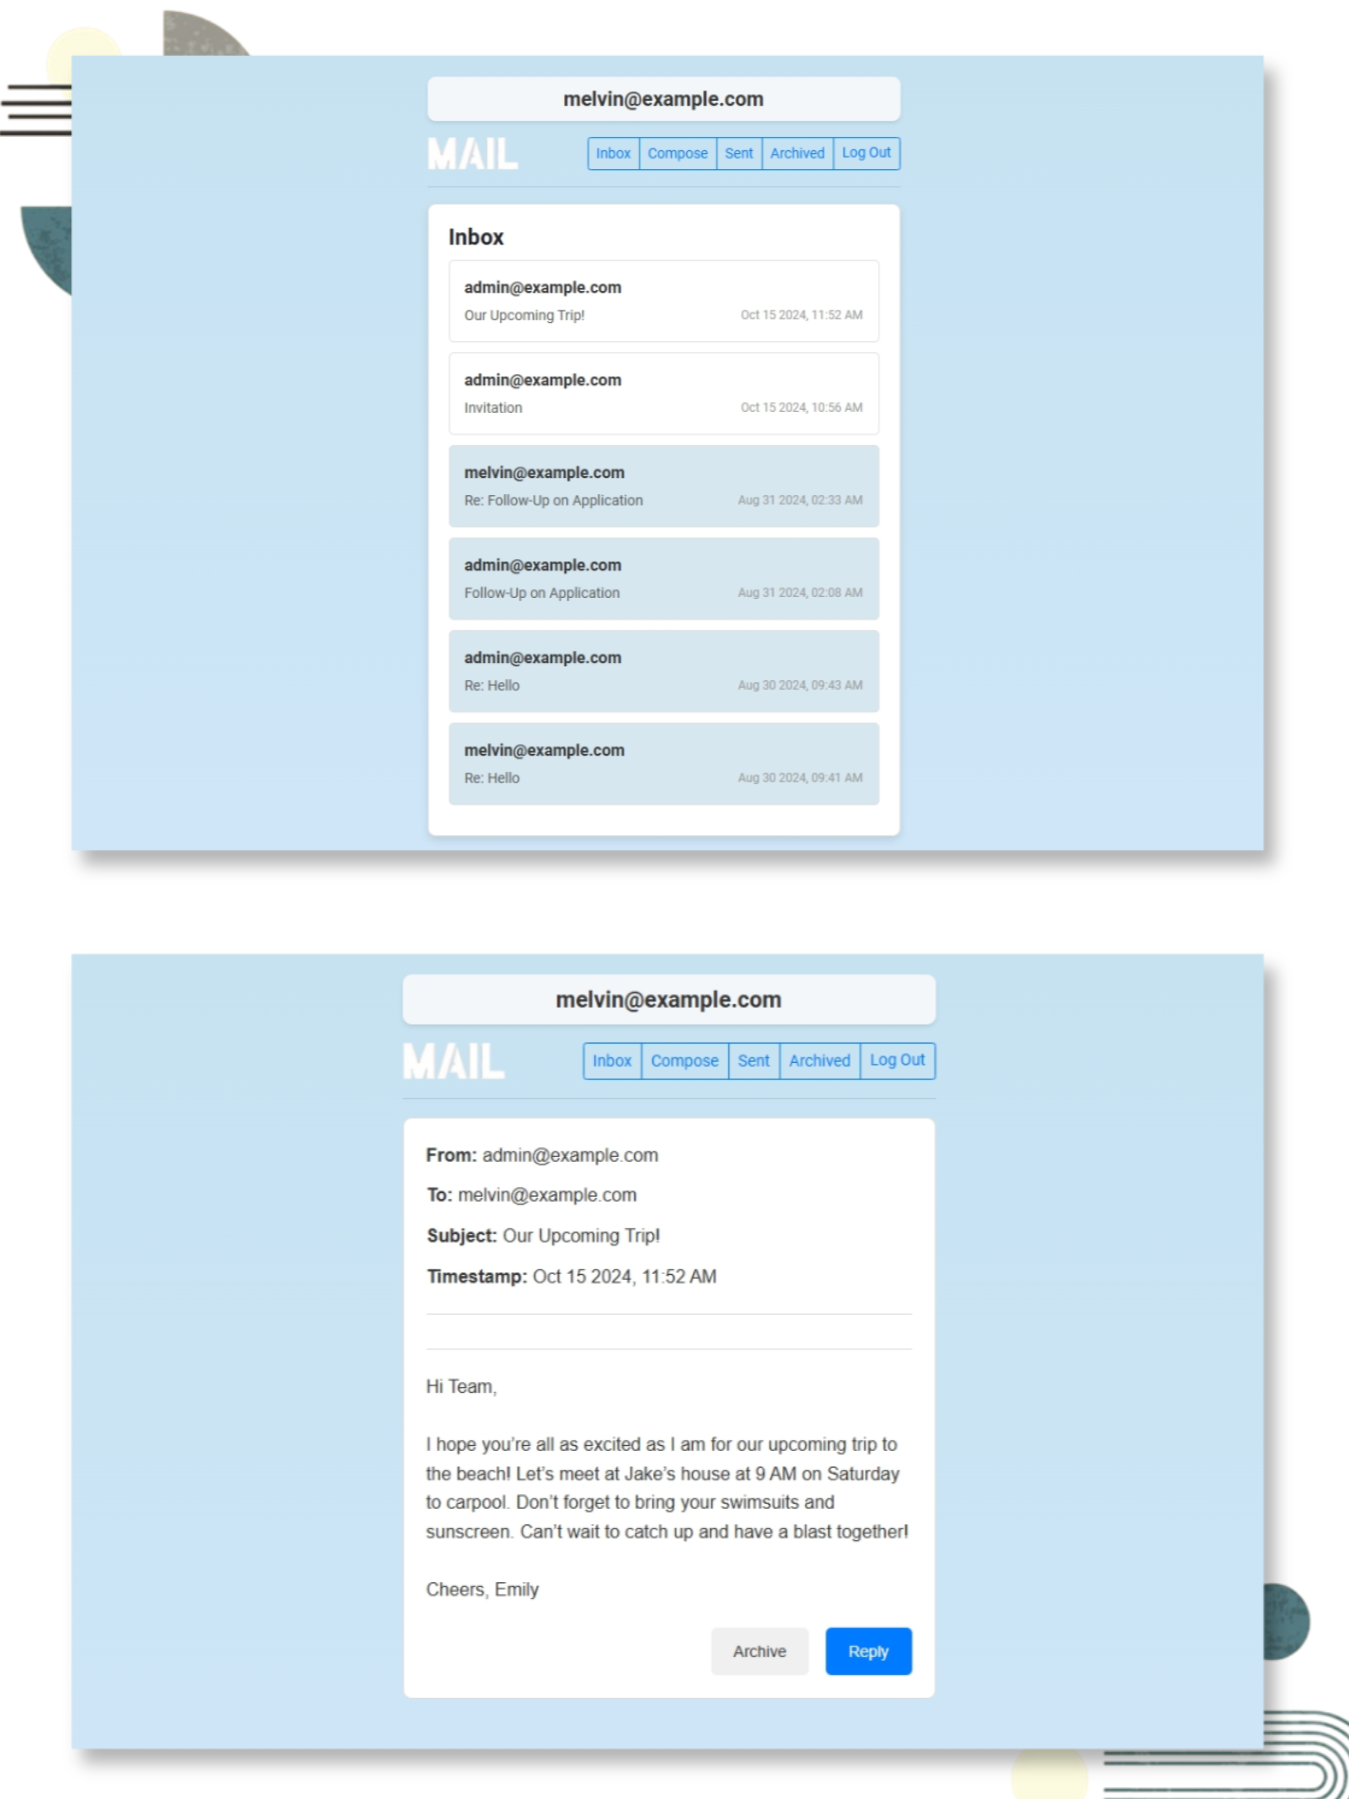 melvin@example.com
MAIL
Inbox Compose Sent Archived Log Out
Inbox
admin@example.com
Our Upcoming Trip! Oct 15 2024, 11:52 AM
admin@example.com
Invitation Oct 15 2024, 10:56 AM
melvin@example.com
Re: Follow-Up on Application Aug 31 2024, 02:33 AM
admin@example.com
Follow-Up on Application Aug 31 2024, 02:08 AM
admin@example.com
Re: Hello Aug 30 2024, 09:43 AM
melvin@example.com
Re: Hello Aug 30 2024, 09:41 AM
melvin@example.com
MAIL
Inbox Compose Sent Archived Log Out
From: admin@example.com
To: melvin@example.com
Subject: Our Upcoming Trip!
Timestamp: Oct 15 2024, 11:52 AM
Hi Team,
I hope you're all as excited as I am for our upcoming trip to
the beach! Let's meet at Jake's house at 9 AM on Saturday
to carpool. Don't forget to bring your swimsuits and
sunscreen. Can't wait to catch up and have a blast together!
Cheers, Emily
Archive Reply